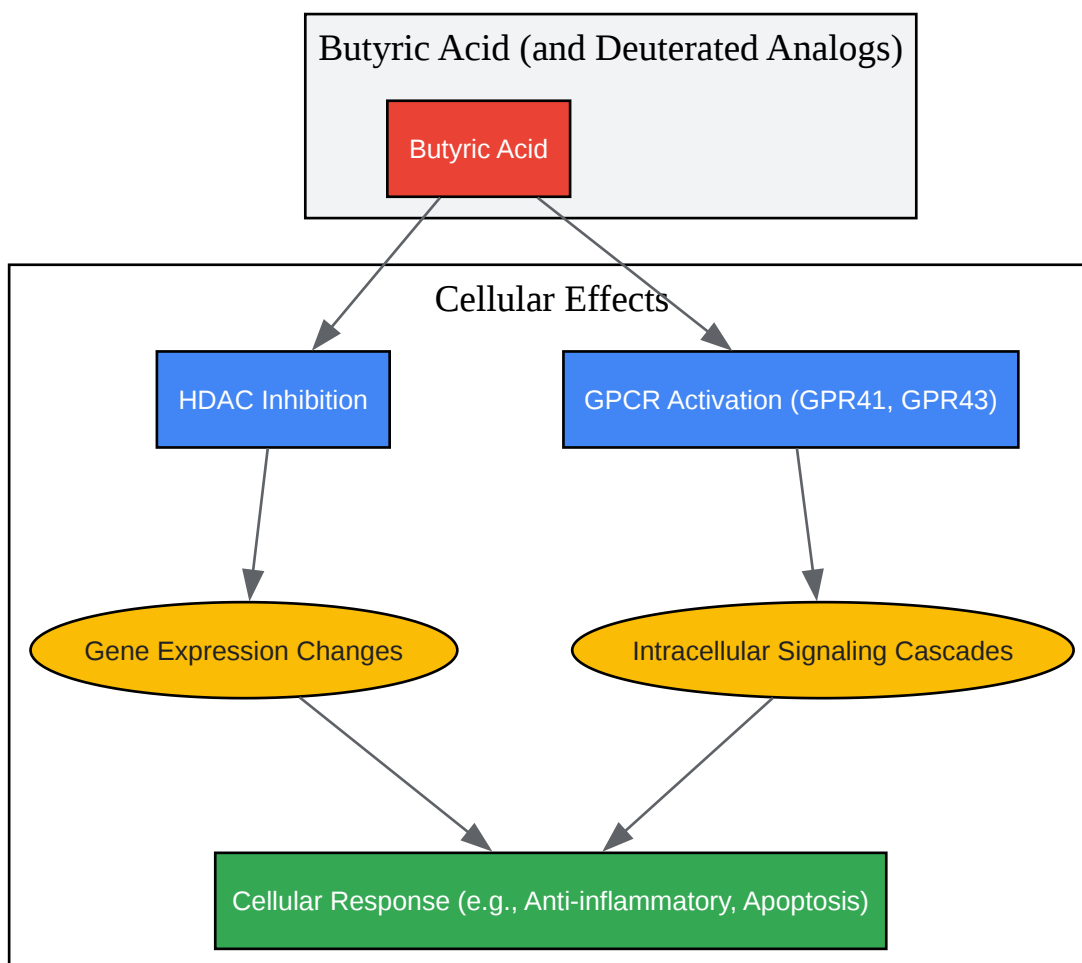 Butyric Acid (and Deuterated Analogs)
Butyric Acid
Cellular Effects
HDAC Inhibition
GPCR Activation (GPR41, GPR43)
Gene Expression Changes
Intracellular Signaling Cascades
Cellular Response (e.g., Anti-inflammatory, Apoptosis)